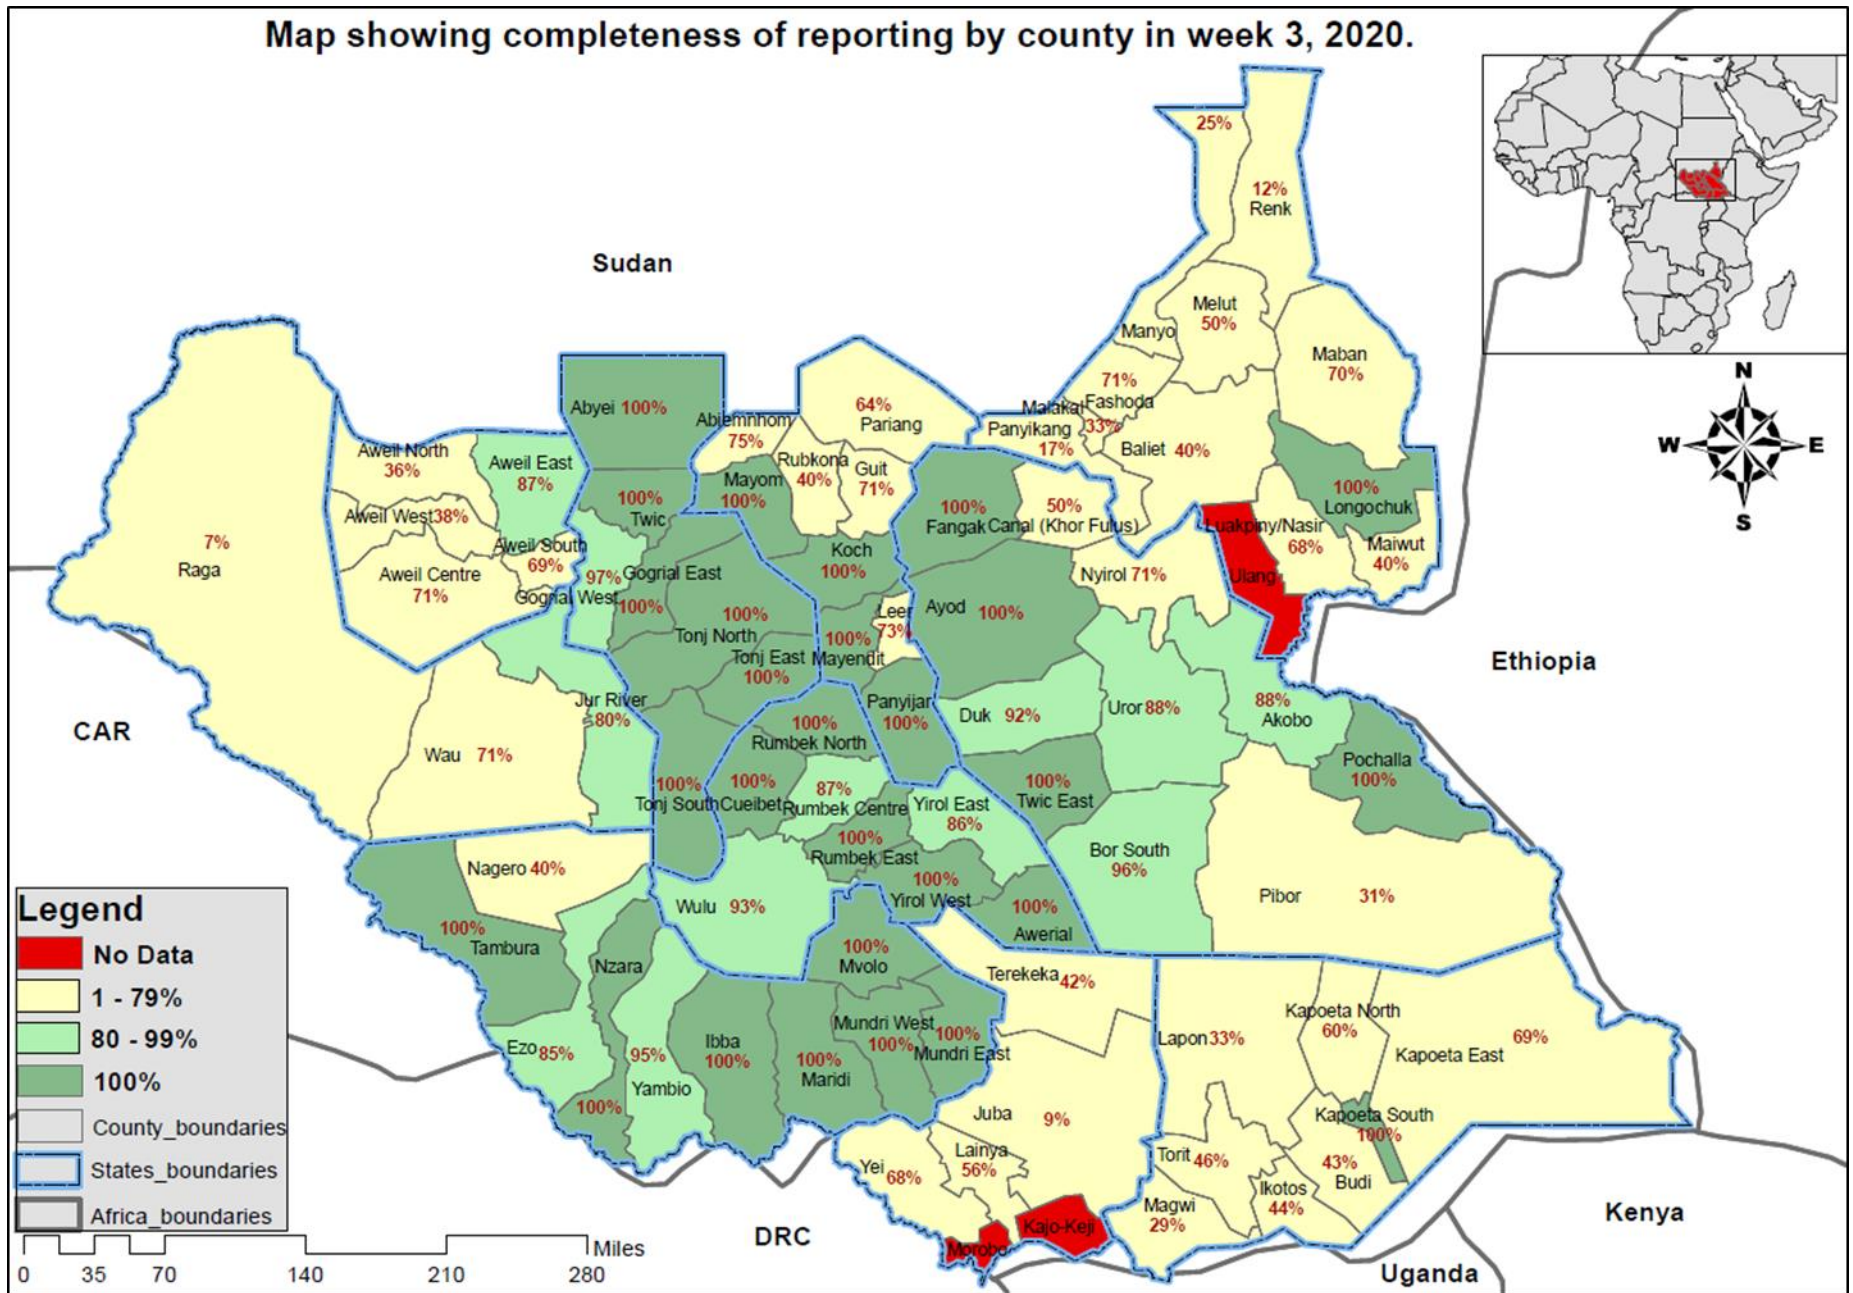 Map showing completeness of reporting by county in week 3, 2020.
25%
12%
Renk
Sudan
Melut
50%
Manyo
Maban
70%
71%
Fashoda
Abyei 100%
Abiemnhom
75%
64%
Pariang
Malakal
33%
Panyikang
17%
Baliet 40%
Aweil North
36%
Aweil East
87%
Rubkona
40%
Guit
71%
Mayom
100%
100%
Twic
100%
Fangak
50%
Canal (Khor Fulus)
100%
Longochuk
Luakpiny/Nasir
68%
Maiwut
40%
Aweil West 38%
Aweil South
69%
Aweil Centre
71%
7%
Raga
97%
Gogrial West
Gogrial East
100%
Koch
100%
Nyirol 71%
Ulang
100%
Tonj North
Leer
73%
Ayod 100%
100%
Mayendit
Tonj East
100%
Ethiopia
CAR
Jur River
80%
Panyijar
100%
Duk 92%
Uror 88%
88%
Akobo
Wau 71%
100%
Rumbek North
Pochalla
100%
100%
Tonj South
100%
Cueibet
87%
Rumbek Centre
Yirol East
86%
100%
Twic East
100%
Rumbek East
Bor South
96%
Nagero 40%
100%
Yirol West
Pibor 31%
Wulu 93%
100%
Awerial
100%
Tambura
100%
Mvolo
Nzara
Terekeka 42%
Mundri West
100%
100%
Mundri East
Kapoeta North
60%
Lapon 33%
69%
Kapoeta East
Ezo 85%
95%
Yambio
Ibba
100%
100%
Maridi
100%
Juba 9%
Kapoeta South
100%
Lainya
56%
Yei 68%
Torit 46%
43%
Budi
Ikotos
44%
Magwi
29%
Kajo-Keji
Morobo
DRC
Kenya
Uganda
N
W E
S
Legend
No Data
1 - 79%
80 - 99%
100%
County_boundaries
States_boundaries
Africa_boundaries
Miles
0 35 70 140 210 280